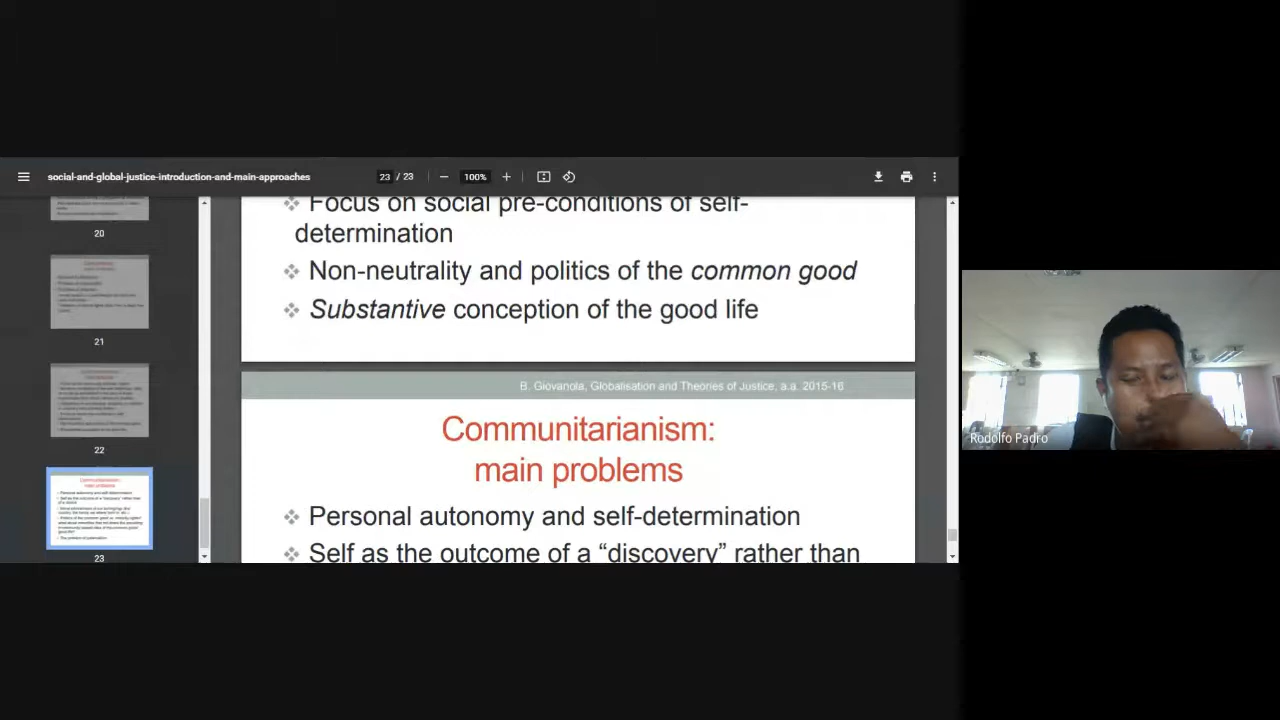 social-and-global-justice-introduction-and-main-approaches
23 / 23
100%
20
21
22
23
Focus on social pre-conditions of self-
determination
Non-neutrality and politics of the common good
Substantive conception of the good life
B. Giovanola, Globalisation and Theories of Justice, a.a. 2015-16
Communitarianism:
main problems
Personal autonomy and self-determination
Self as the outcome of a “discovery” rather than
Rodolfo Padro